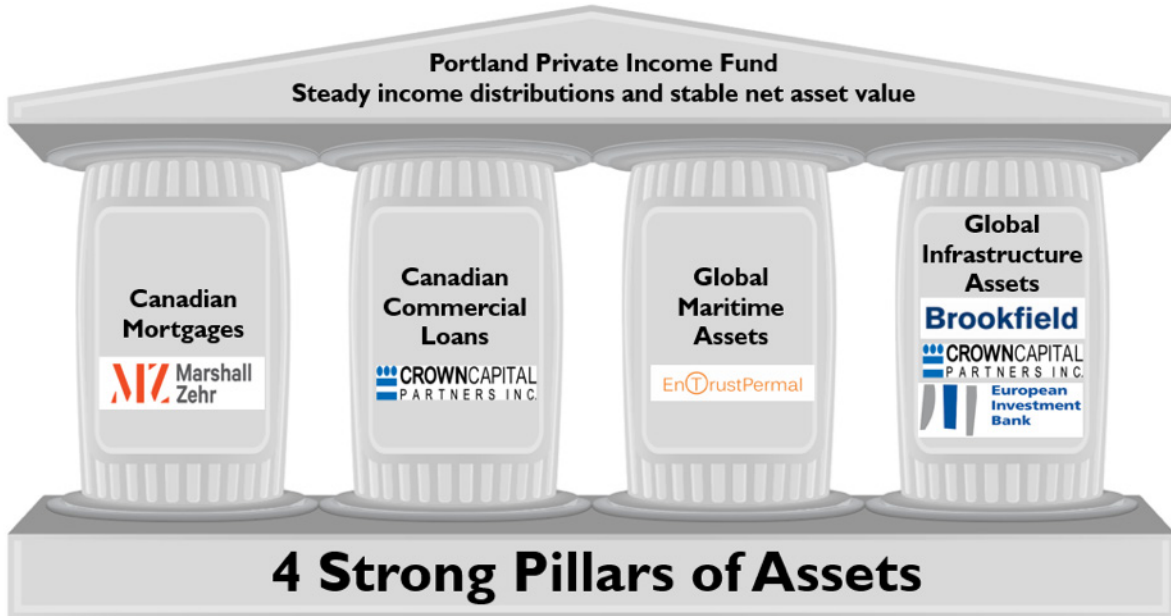 Portland Private Income Fund
Steady income distributions and stable net asset value
Canadian
Mortgages
MZ Marshall
Zehr
Canadian
Commercial
Loans
CROWNCAPITAL
PARTNERS INC.
Global
Maritime
Assets
EnTrustPermal
Global
Infrastructure
Assets
Brookfield
CROWNCAPITAL
PARTNERS INC.
European
Investment
Bank
4 Strong Pillars of Assets